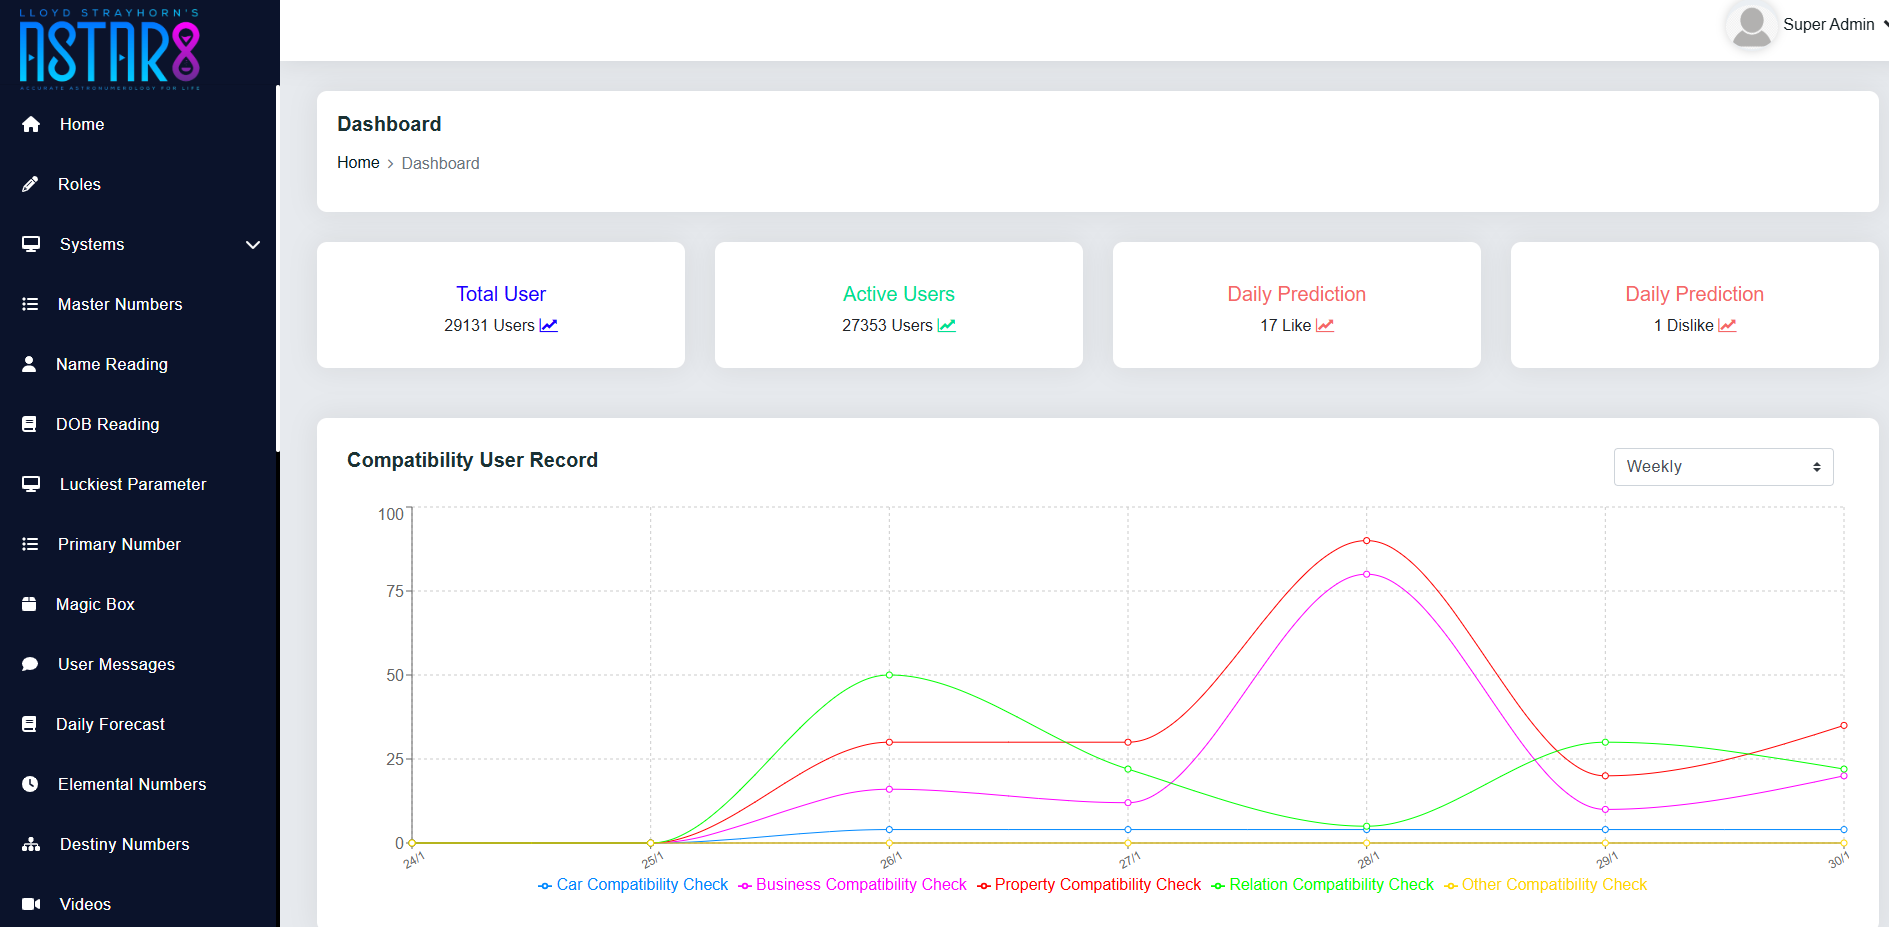 LLOYD STRAYHORN'S
ASTAR8
ACCURATE ASTRONUMEROLOGY FOR LIFE
Super Admin
Home
Roles
Systems
Master Numbers
Name Reading
DOB Reading
Luckiest Parameter
Primary Number
Magic Box
User Messages
Daily Forecast
Elemental Numbers
Destiny Numbers
Videos
Dashboard
Home > Dashboard
Total User
29131 Users
Active Users
27353 Users
Daily Prediction
17 Like
Daily Prediction
1 Dislike
Compatibility User Record
Weekly
100
75
50
25
0
24/1 25/1 26/1 27/1 28/1 29/1 30/1
Car Compatibility Check Business Compatibility Check Property Compatibility Check Relation Compatibility Check Other Compatibility Check